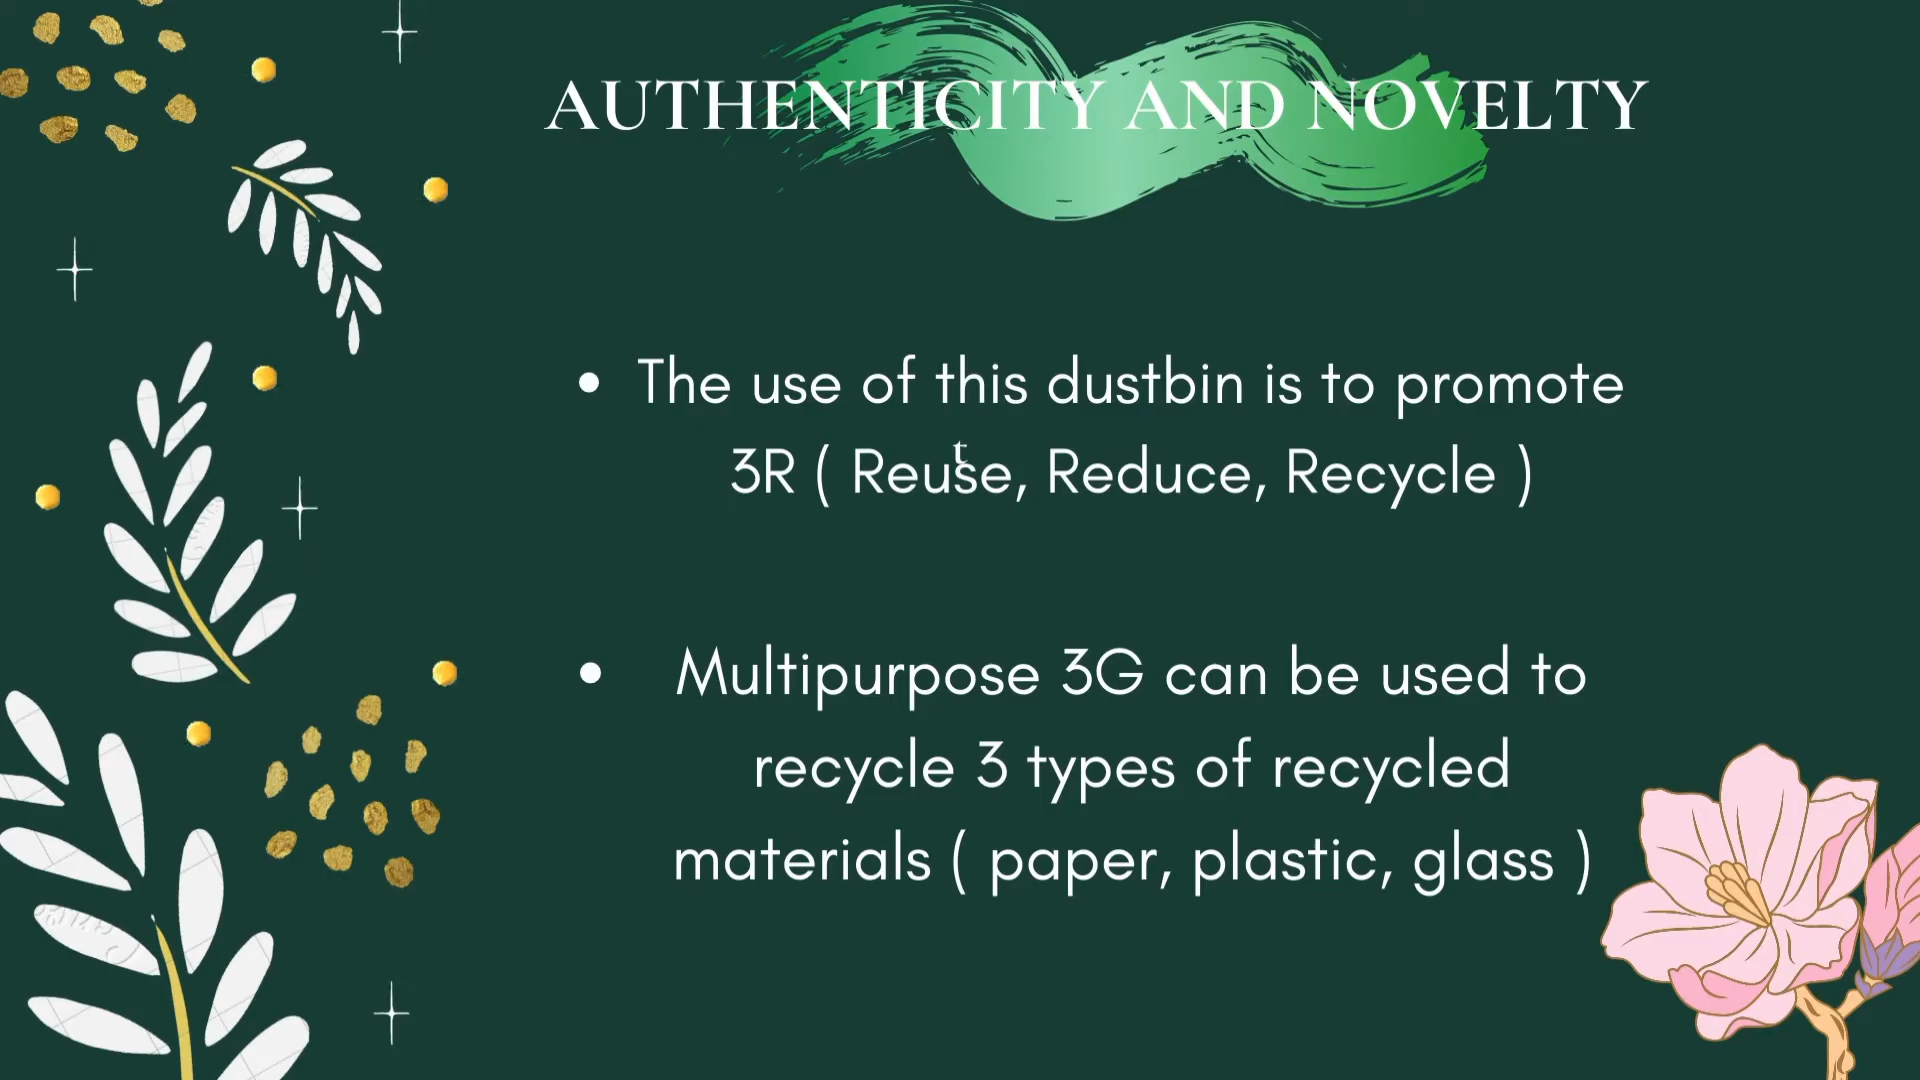 AUTHENTICITY AND NOVELTY
• The use of this dustbin is to promote
3R ( Reuse, Reduce, Recycle )
t
• Multipurpose 3G can be used to
recycle 3 types of recycled
materials ( paper, plastic, glass )